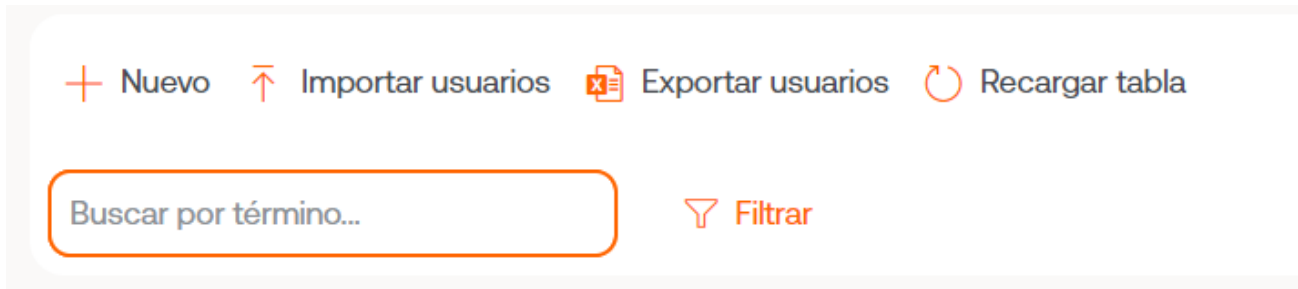 Nuevo Importar usuarios Exportar usuarios Recargar tabla
Buscar por término... Filtrar